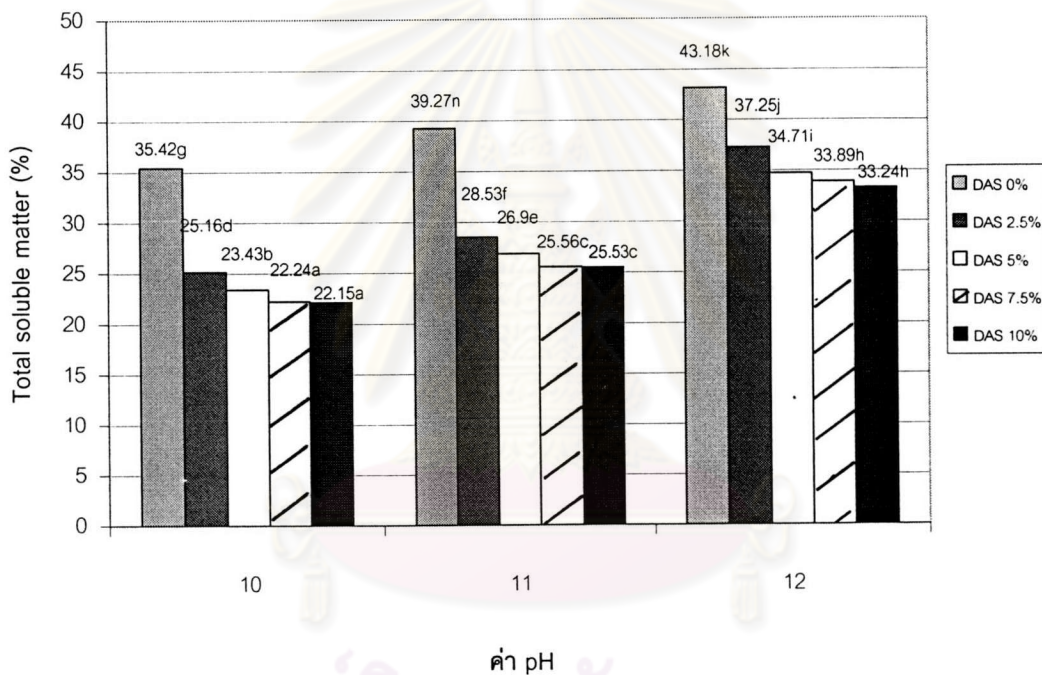 50
45
40
35
30
25
20
15
10
5
0
Total soluble matter (%)
35.42g
25.16d
23.43b
22.24a
22.15a
39.27n
28.53f
26.9e
25.56c
25.53c
43.18k
37.25j
34.71i
33.89h
33.24h
10
11
12
ค่า pH
DAS 0%
DAS 2.5%
DAS 5%
DAS 7.5%
DAS 10%